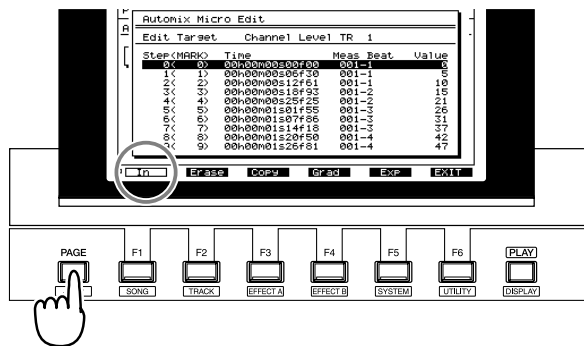 Automix Micro Edit
Edit Target Channel Level TR 1
Step(MARK) Time Meas Beat Value
0( 0) 00h00m00s00f00 001-1 0
1( 1) 00h00m00s06f30 001-1 5
2( 2) 00h00m00s12f61 001-1 10
3( 3) 00h00m00s18f93 001-2 15
4( 4) 00h00m00s25f25 001-2 21
5( 5) 00h00m01s01f55 001-3 26
6( 6) 00h00m01s07f86 001-3 31
7( 7) 00h00m01s14f18 001-3 37
8( 8) 00h00m01s20f50 001-4 42
9( 9) 00h00m01s26f81 001-4 47
In Erase Copy Grad Exp EXIT
PAGE F1 F2 F3 F4 F5 F6 PLAY
SONG TRACK EFFECT A EFFECT B SYSTEM UTILITY DISPLAY